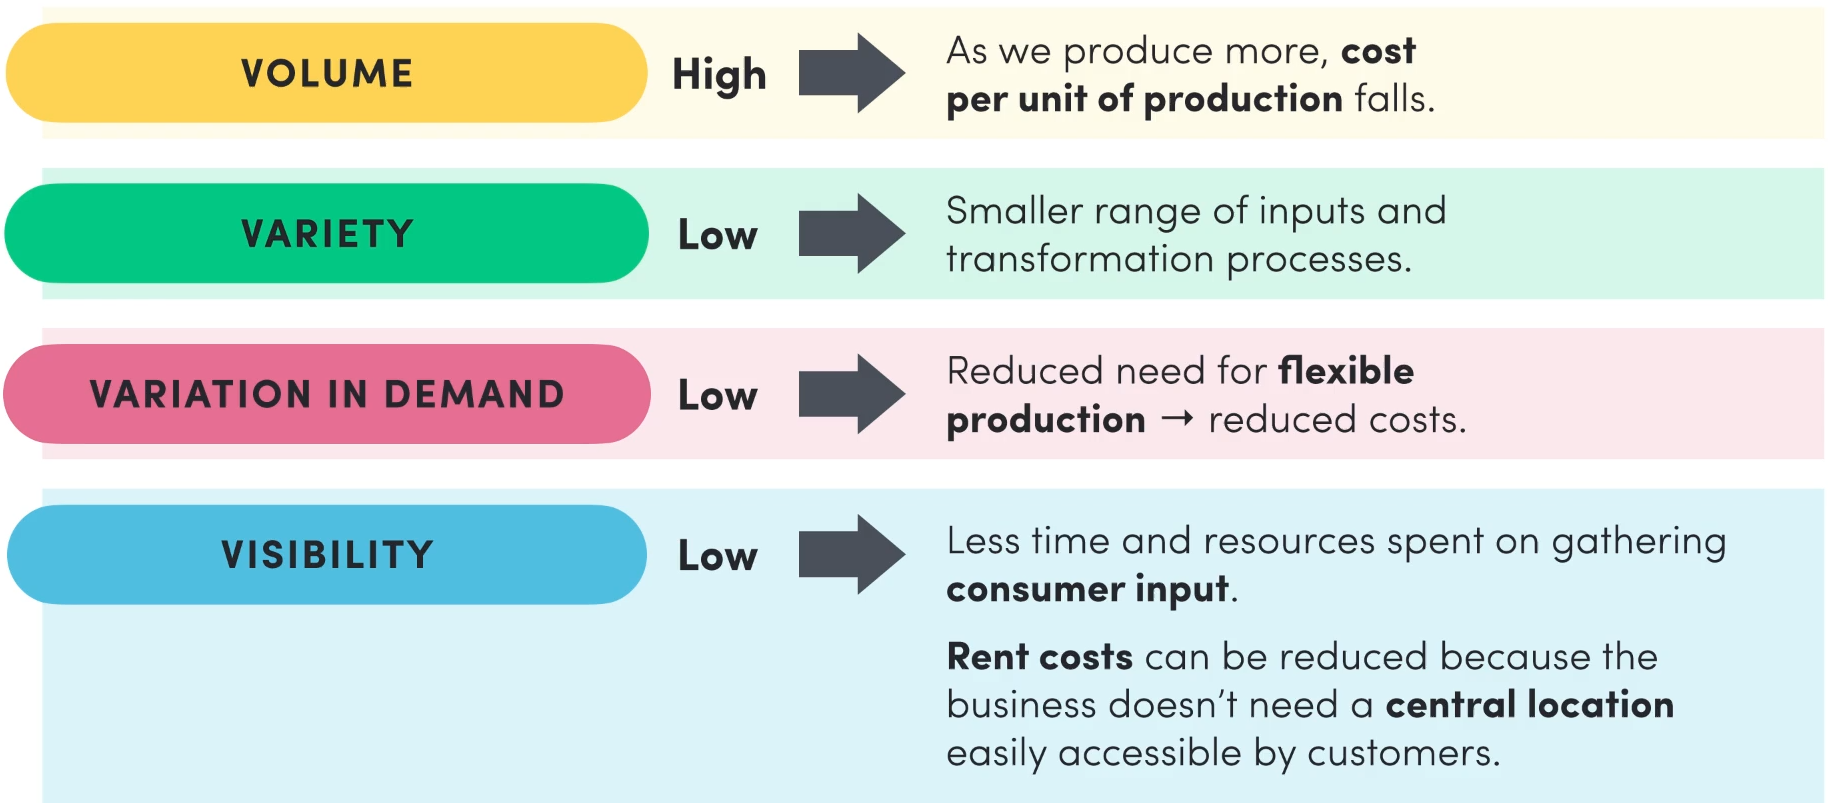 VOLUME
High
As we produce more, cost
per unit of production falls.
VARIETY
Low
Smaller range of inputs and
transformation processes.
VARIATION IN DEMAND
Low
Reduced need for flexible
production → reduced costs.
VISIBILITY
Low
Less time and resources spent on gathering
consumer input.
Rent costs can be reduced because the
business doesn’t need a central location
easily accessible by customers.